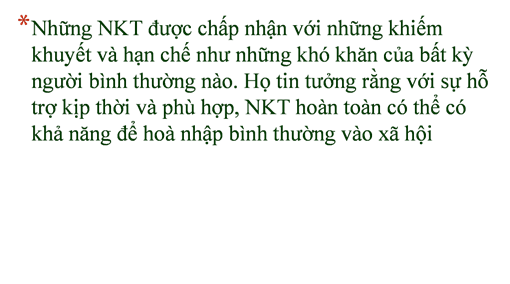 *Những NKT được chấp nhận với những khiếm
khuyết và hạn chế như những khó khăn của bất kỳ
người bình thường nào. Họ tin tưởng rằng với sự hỗ
trợ kịp thời và phù hợp, NKT hoàn toàn có thể có
khả năng để hoà nhập bình thường vào xã hội